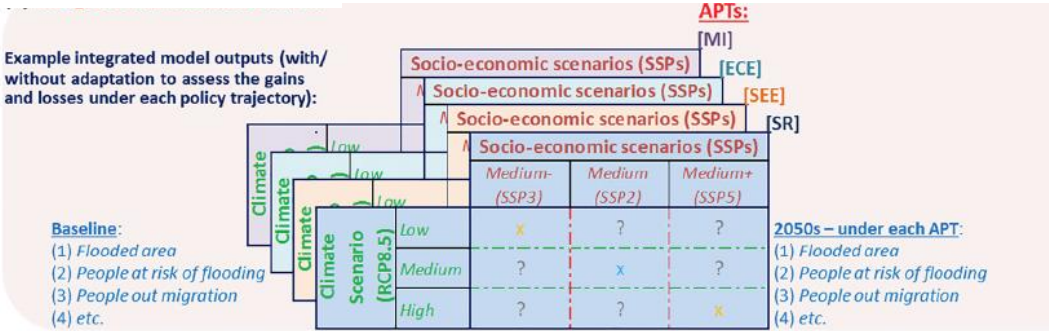 APTs:
Example integrated model outputs (with/
without adaptation to assess the gains
and losses under each policy trajectory):
[MI]
Socio-economic scenarios (SSPs)
[ECE]
Socio-economic scenarios (SSPs)
[SEE]
Socio-economic scenarios (SSPs)
[SR]
Socio-economic scenarios (SSPs)
Climate
Low
Climate
Low
Climate
Low
Medium- Medium Medium+
(SSP3) (SSP2) (SSP5)
Climate
Scenario
(RCP8.5)
Low x ? ?
Medium ? x ?
High ? ? x
Baseline:
(1) Flooded area
(2) People at risk of flooding
(3) People out migration
(4) etc.
2050s – under each APT:
(1) Flooded area
(2) People at risk of flooding
(3) People out migration
(4) etc.